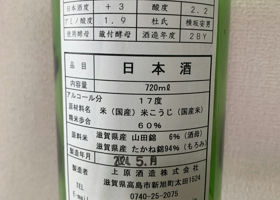 日本酒度 +3 酸度 2.2
アミノ酸度 1.9 杜氏 横坂安男
使用酵母 蔵付酵母 酒造年度 28BY
日本酒
720ml
アルコール分 17度
原材料名 米（国産）米こうじ（国産米）
精米歩合 60%
原料米 滋賀県産 山田錦 6%（酒母）
滋賀県産 たかね錦94%（もろみ）
製造年月 2024.5.月
製造者 上原酒造株式会社
滋賀県高島市新旭町太田1524
0740-25-2075